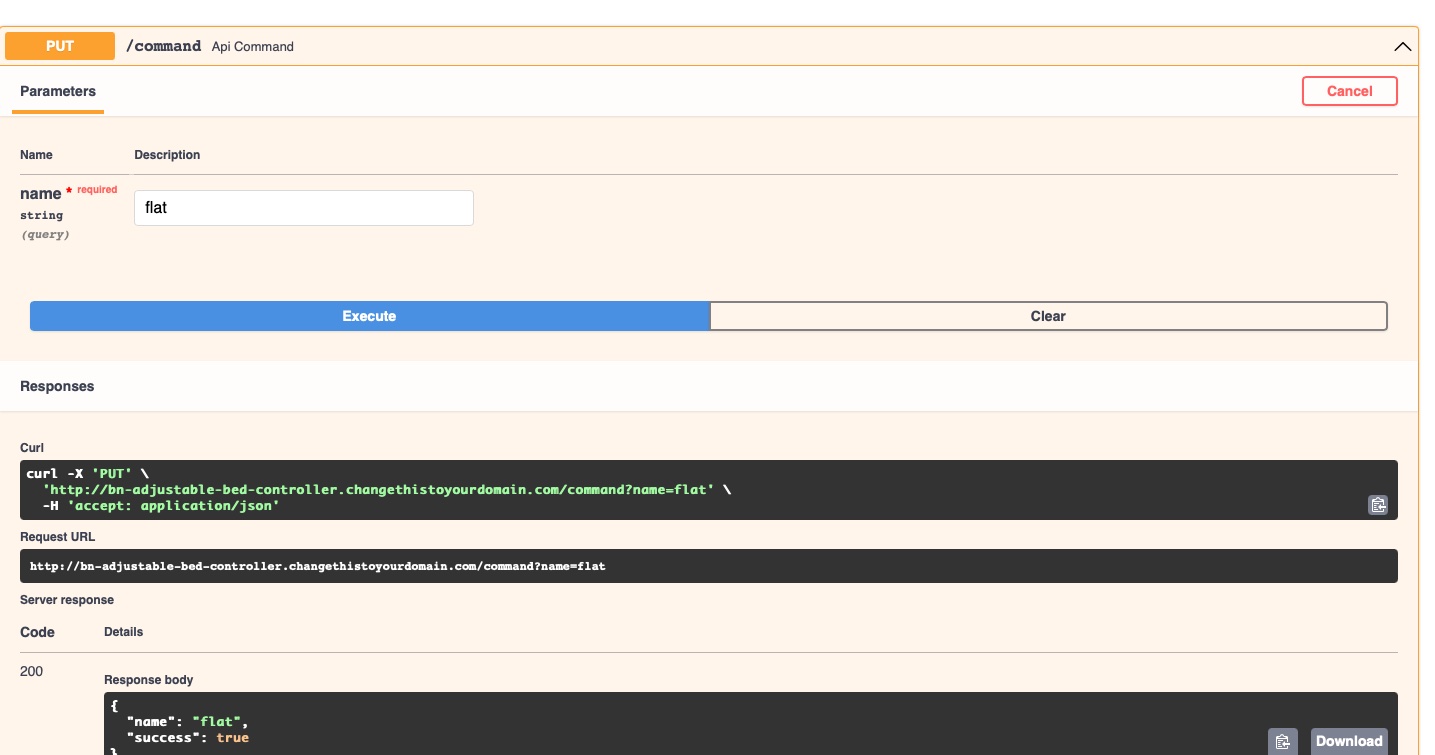 PUT /command Api Command
Parameters Cancel
Name Description
name * required
string
(query)
flat
Execute Clear
Responses
Curl
curl -X 'PUT' \
'http://bn-adjustable-bed-controller.changethistoyourdomain.com/command?name=flat' \
-H 'accept: application/json'
Request URL
http://bn-adjustable-bed-controller.changethistoyourdomain.com/command?name=flat
Server response
Code Details
200
Response body
{
"name": "flat",
"success": true
}
Download